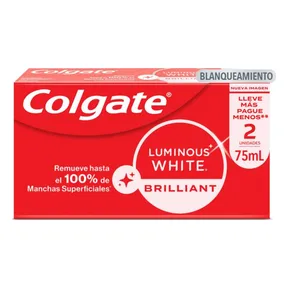 BLANQUEAMIENTO
NUEVA IMAGEN
Colgate®
LLEVE
MÁS
PAGUE
MENOS**
2
UNIDADES
75mL
Remueve hasta
el 100% de
Manchas Superficiales*
LUMINOUS
WHITE®
BRILLIANT